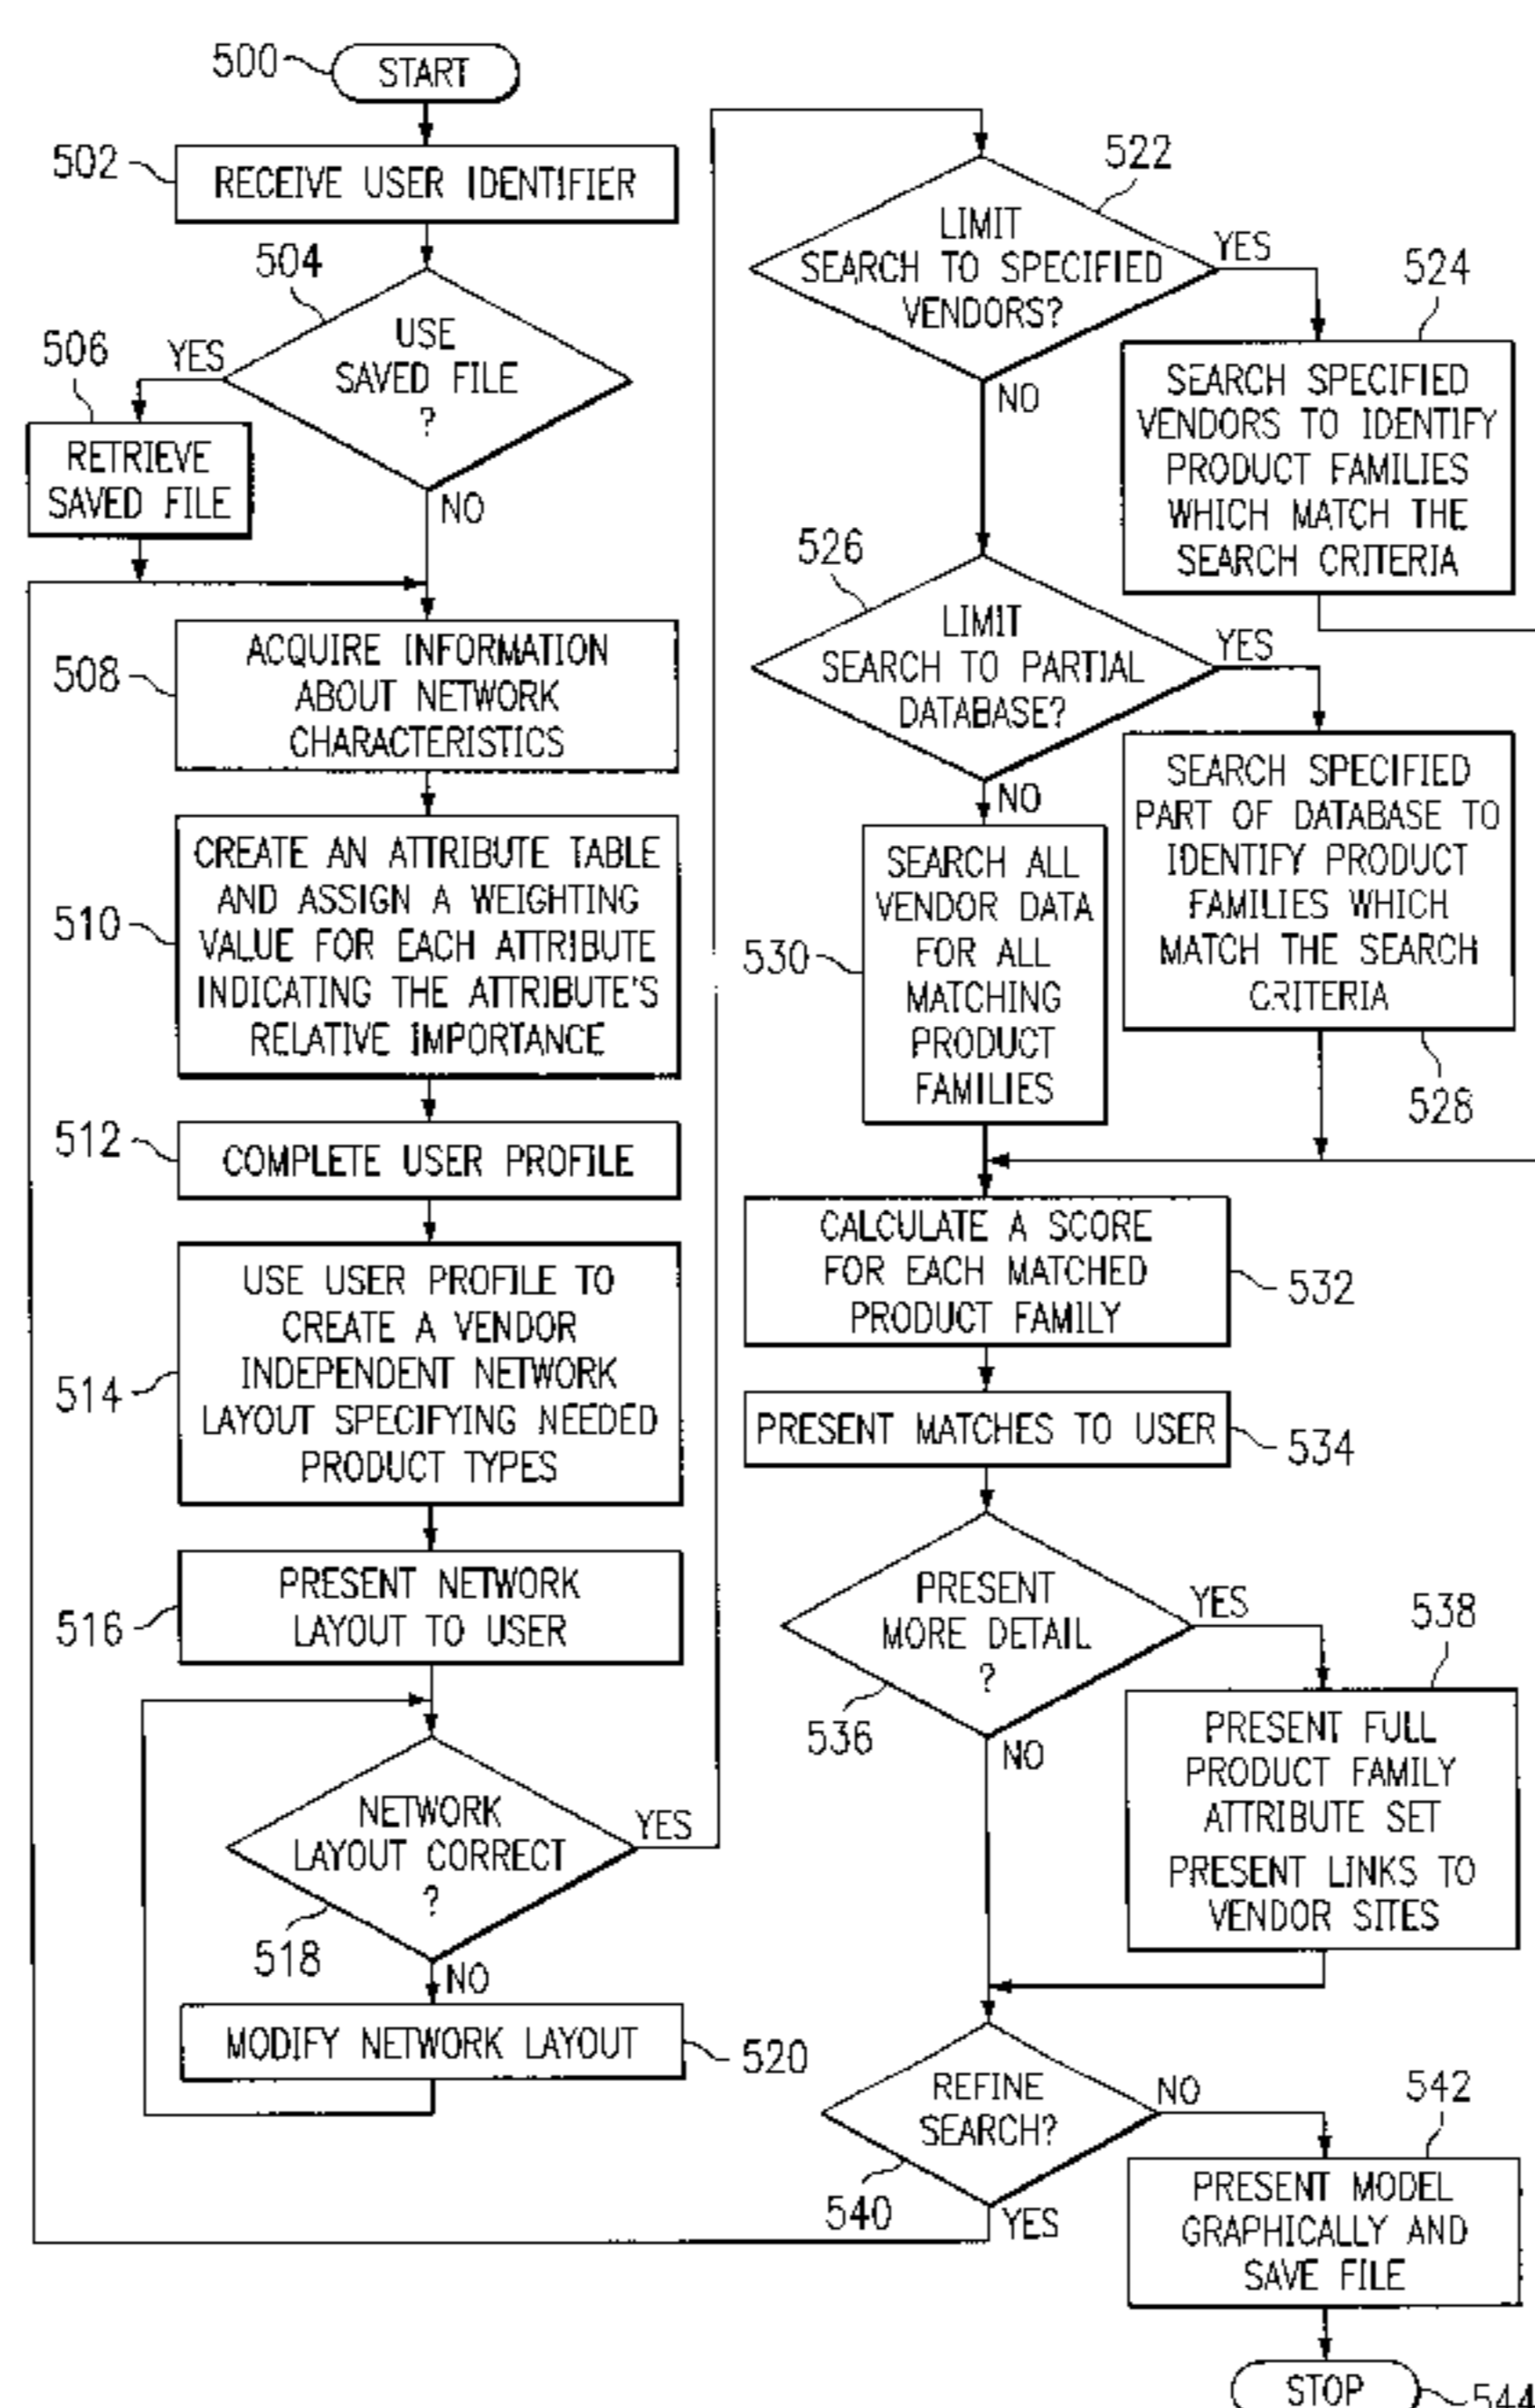 500
START
502
RECEIVE USER IDENTIFIER
504
USE
SAVED FILE
?
YES
NO
506
RETRIEVE
SAVED FILE
508
ACQUIRE INFORMATION
ABOUT NETWORK
CHARACTERISTICS
510
CREATE AN ATTRIBUTE TABLE
AND ASSIGN A WEIGHTING
VALUE FOR EACH ATTRIBUTE
INDICATING THE ATTRIBUTE'S
RELATIVE IMPORTANCE
512
COMPLETE USER PROFILE
514
USE USER PROFILE TO
CREATE A VENDOR
INDEPENDENT NETWORK
LAYOUT SPECIFYING NEEDED
PRODUCT TYPES
516
PRESENT NETWORK
LAYOUT TO USER
NETWORK
LAYOUT CORRECT
?
YES
518
NO
MODIFY NETWORK LAYOUT
520
522
LIMIT
SEARCH TO SPECIFIED
VENDORS?
YES
NO
524
SEARCH SPECIFIED
VENDORS TO IDENTIFY
PRODUCT FAMILIES
WHICH MATCH THE
SEARCH CRITERIA
526
LIMIT
SEARCH TO PARTIAL
DATABASE?
YES
NO
SEARCH SPECIFIED
PART OF DATABASE TO
IDENTIFY PRODUCT
FAMILIES WHICH
MATCH THE SEARCH
CRITERIA
528
530
SEARCH ALL
VENDOR DATA
FOR ALL
MATCHING
PRODUCT
FAMILIES
CALCULATE A SCORE
FOR EACH MATCHED
PRODUCT FAMILY
532
PRESENT MATCHES TO USER
534
PRESENT
MORE DETAIL
?
YES
536
NO
538
PRESENT FULL
PRODUCT FAMILY
ATTRIBUTE SET
PRESENT LINKS TO
VENDOR SITES
REFINE
SEARCH?
NO
540
YES
542
PRESENT MODEL
GRAPHICALLY AND
SAVE FILE
STOP
544